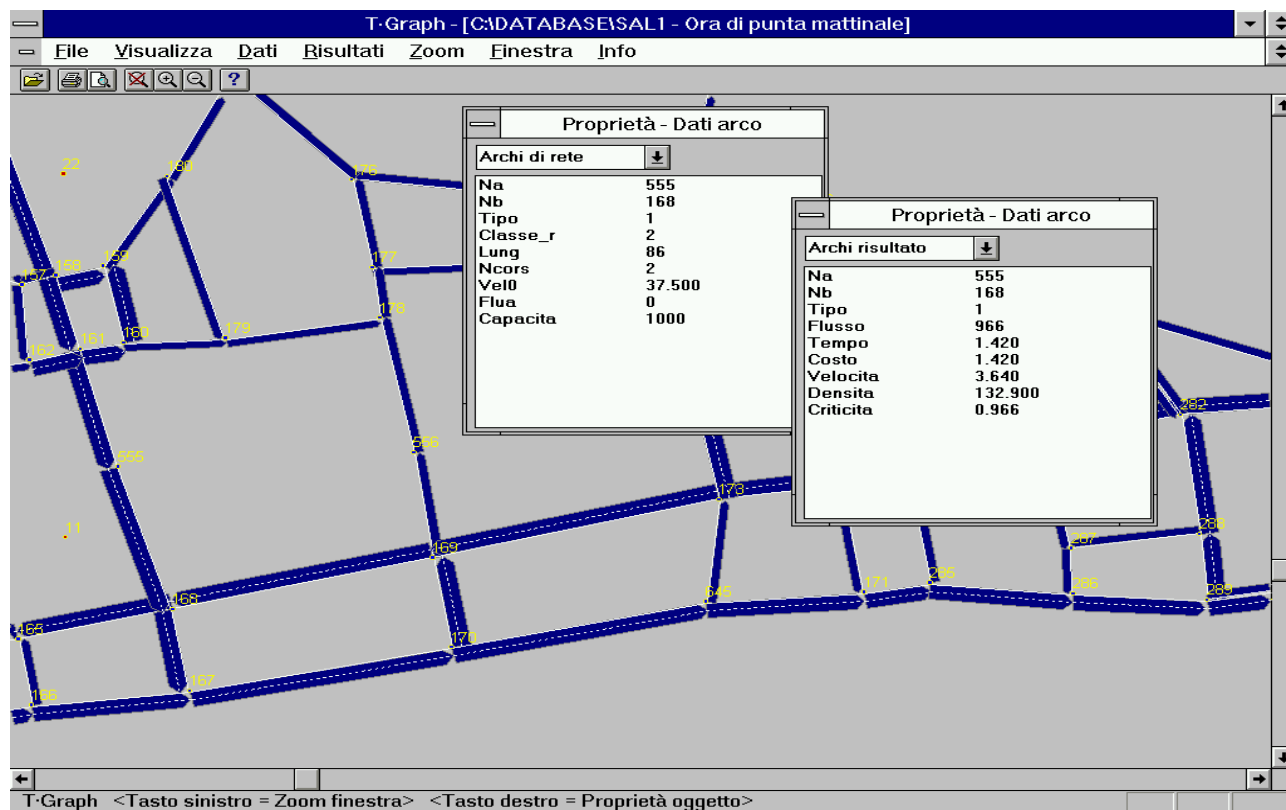 T·Graph - [C:\DATABASE\SAL1 - Ora di punta mattinale]
File Visualizza Dati Risultati Zoom Finestra Info
?
Proprietà - Dati arco
Archi di rete
Na 555
Nb 168
Tipo 1
Classe_r 2
Lung 86
Ncors 2
Vel0 37.500
Flua 0
Capacita 1000
Proprietà - Dati arco
Archi risultato
Na 555
Nb 168
Tipo 1
Flusso 966
Tempo 1.420
Costo 1.420
Velocita 3.640
Densita 132.900
Criticita 0.966
22
176
159
158
157
177
178
179
160
161
162
282
556
555
173
11
283
287
169
171
285
286
289
645
168
165
170
167
166
T·Graph <Tasto sinistro = Zoom finestra> <Tasto destro = Proprietà oggetto>